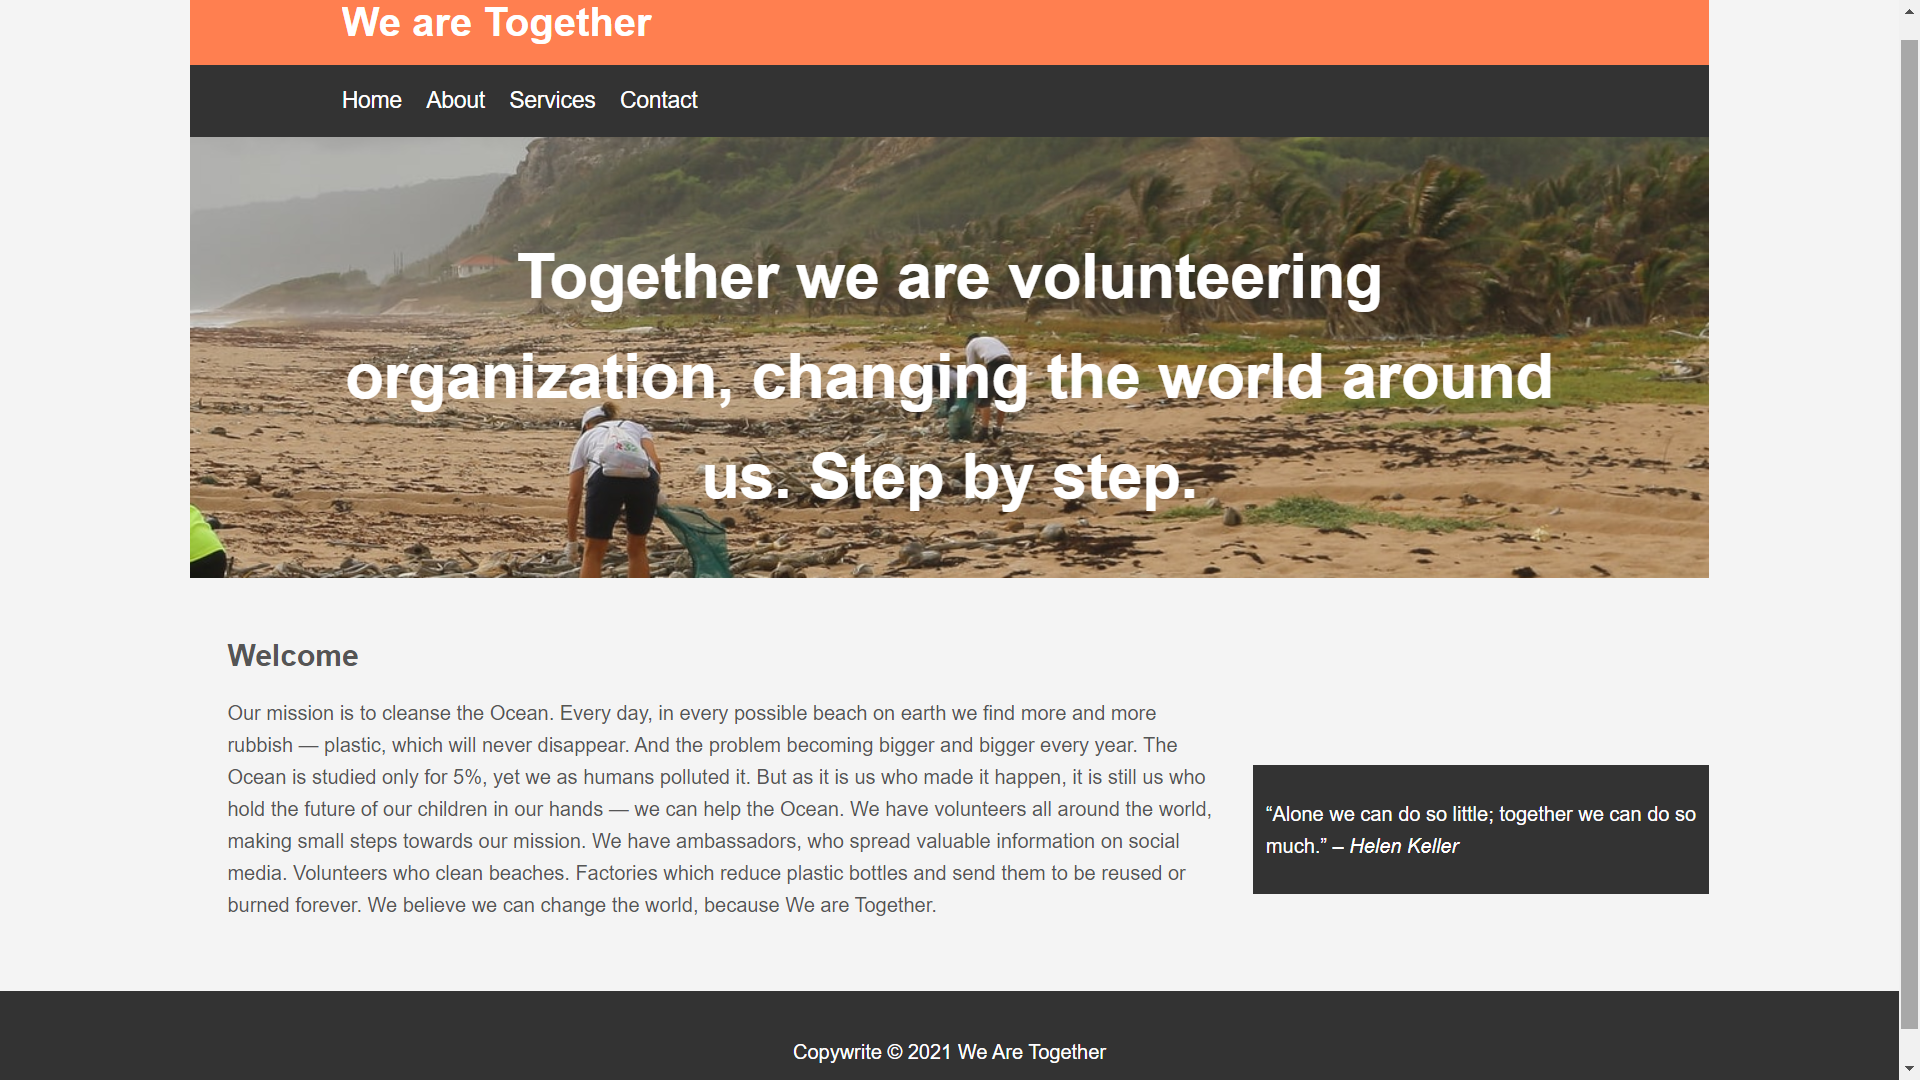 We are Together
Home About Services Contact
Together we are volunteering
organization, changing the world around
us. Step by step.
Welcome
Our mission is to cleanse the Ocean. Every day, in every possible beach on earth we find more and more
rubbish — plastic, which will never disappear. And the problem becoming bigger and bigger every year. The
Ocean is studied only for 5%, yet we as humans polluted it. But as it is us who made it happen, it is still us who
hold the future of our children in our hands — we can help the Ocean. We have volunteers all around the world,
making small steps towards our mission. We have ambassadors, who spread valuable information on social
media. Volunteers who clean beaches. Factories which reduce plastic bottles and send them to be reused or
burned forever. We believe we can change the world, because We are Together.
“Alone we can do so little; together we can do so
much.” – Helen Keller
Copywrite © 2021 We Are Together